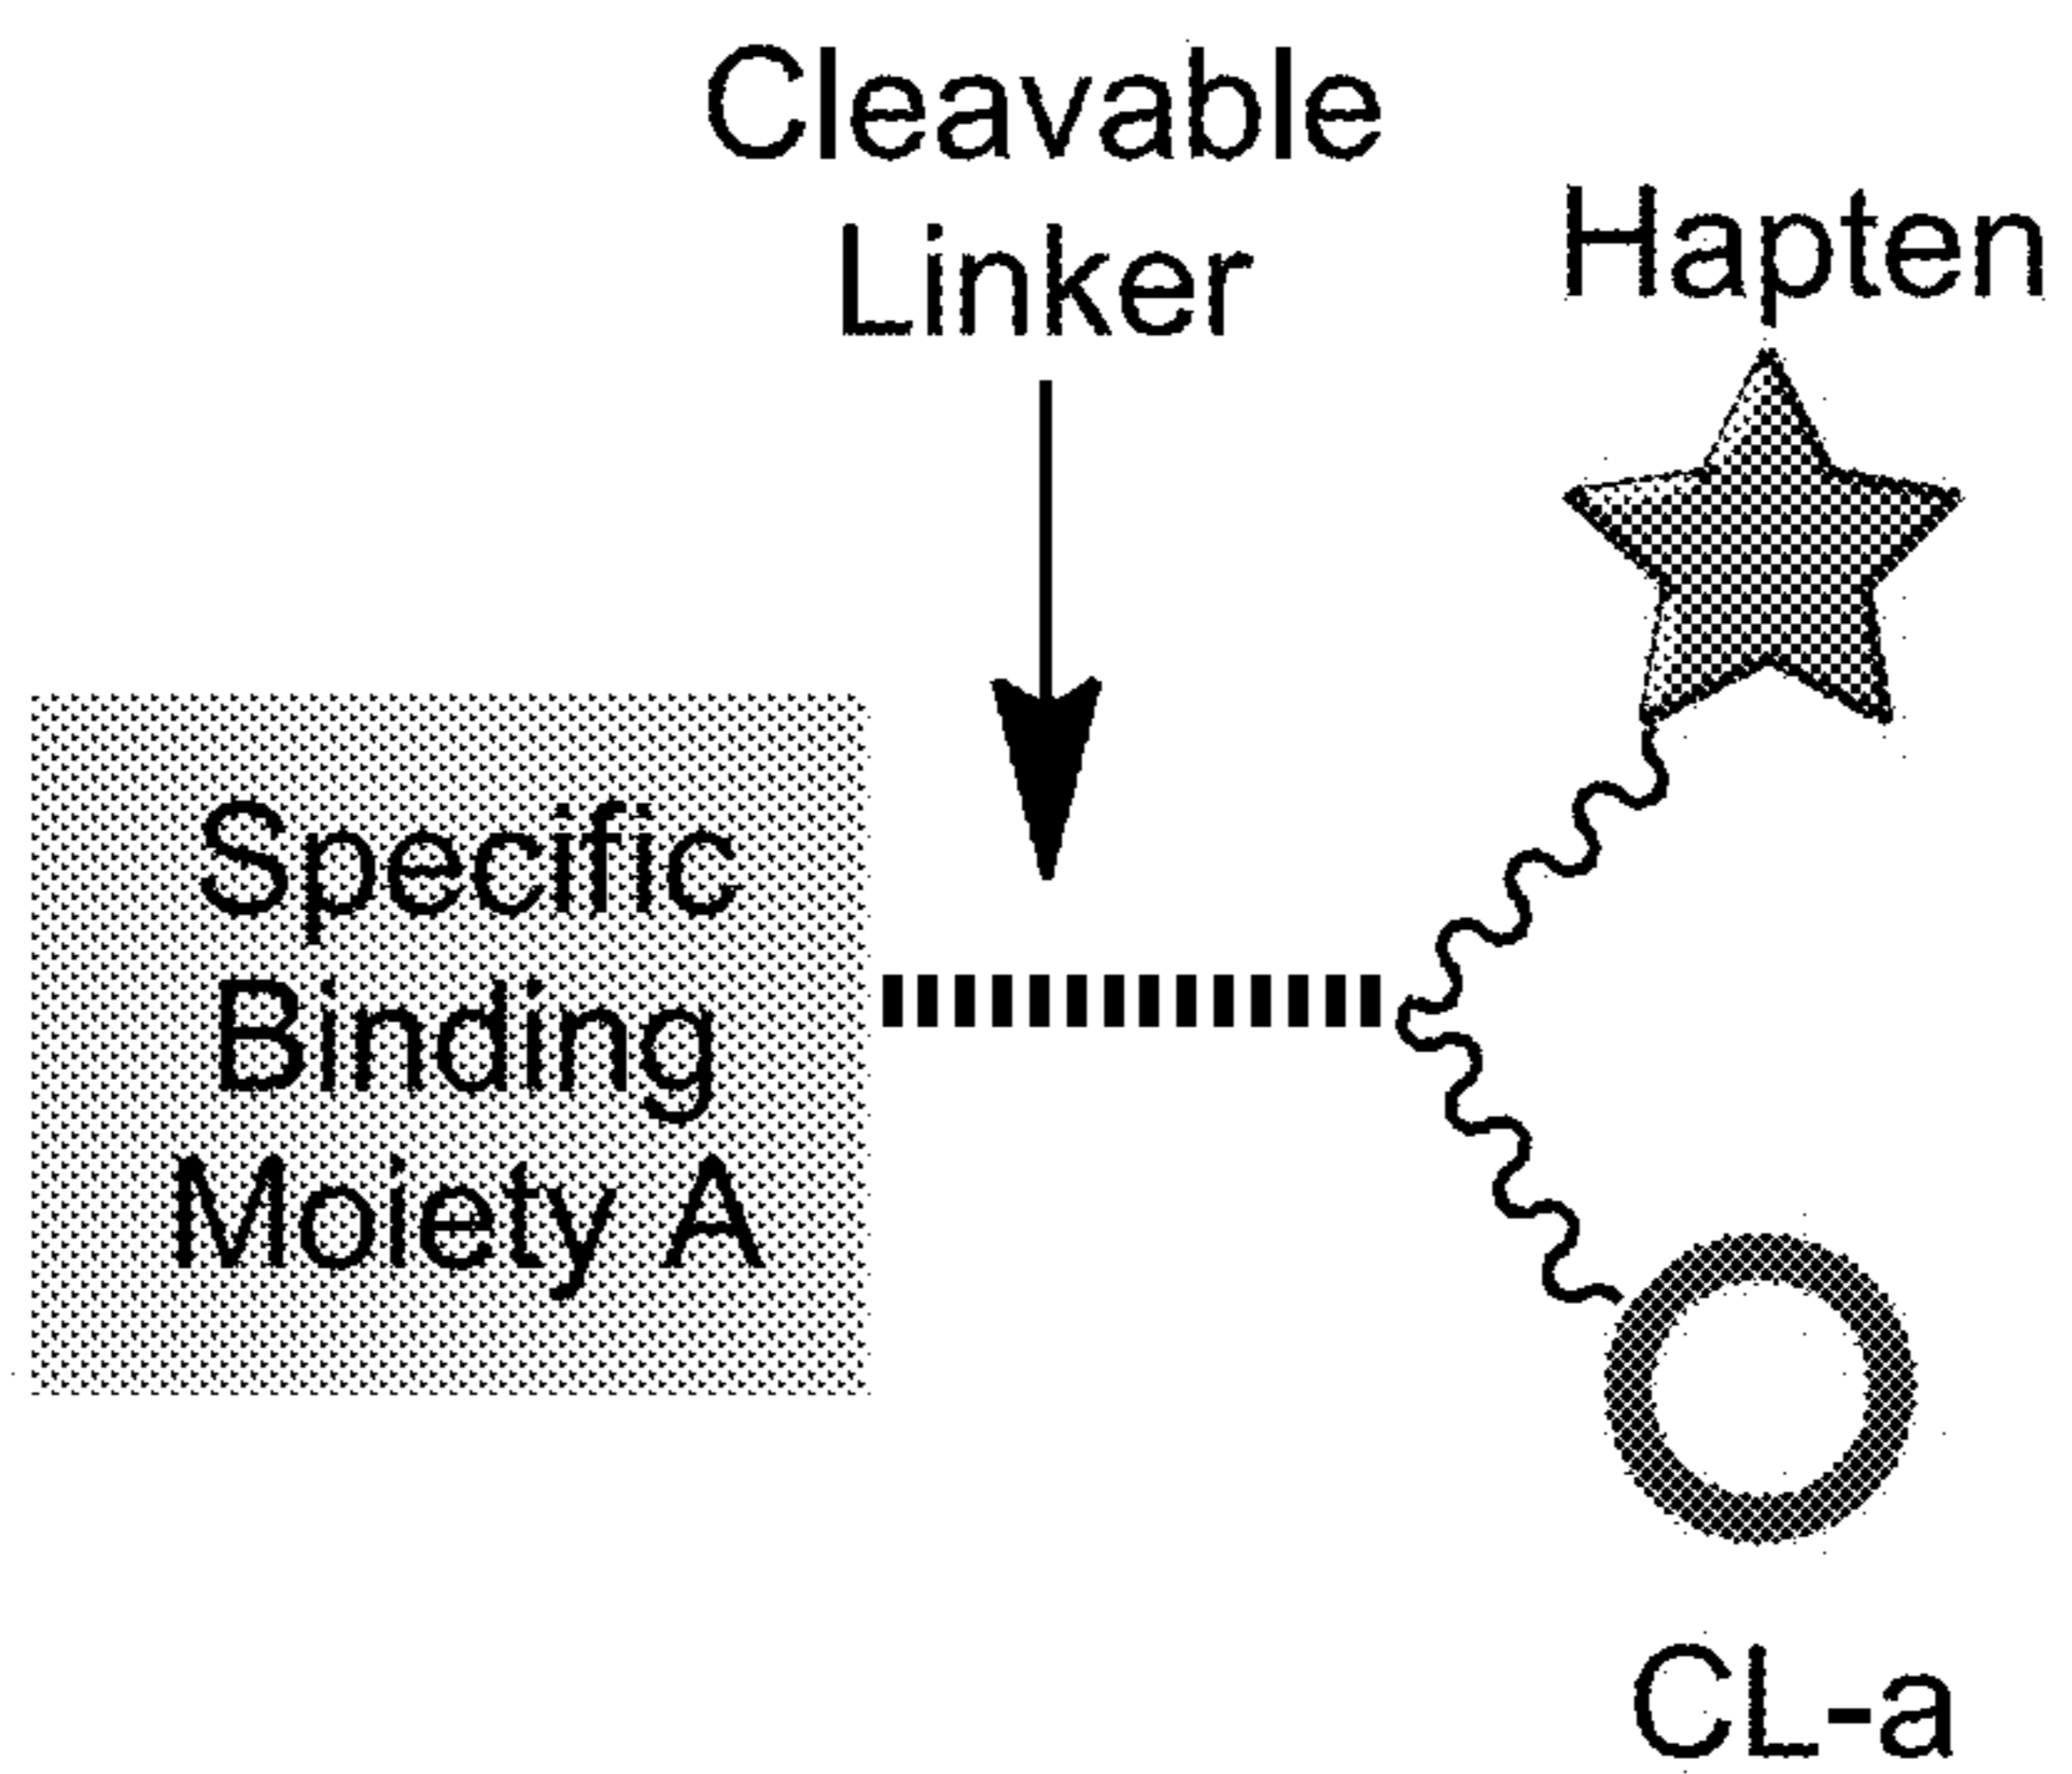 Cleavable
Linker
Hapten
Specific
Binding
Moiety A
CL-a